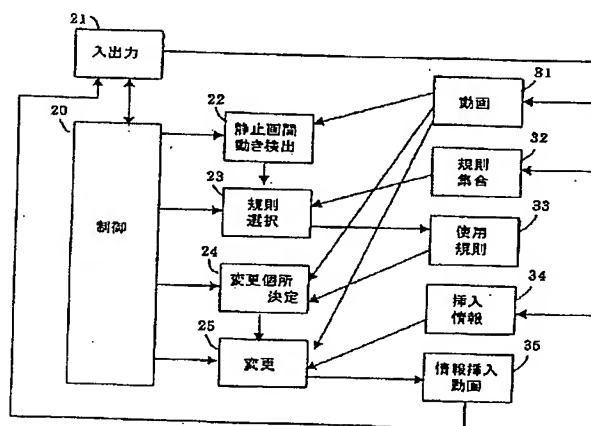 21
入出力
20
制御
22
静止画間
動き検出
23
規則
選択
24
変更個所
決定
25
変更
31
動画
32
規則
集合
33
使用
規則
34
挿入
情報
35
情報挿入
動画